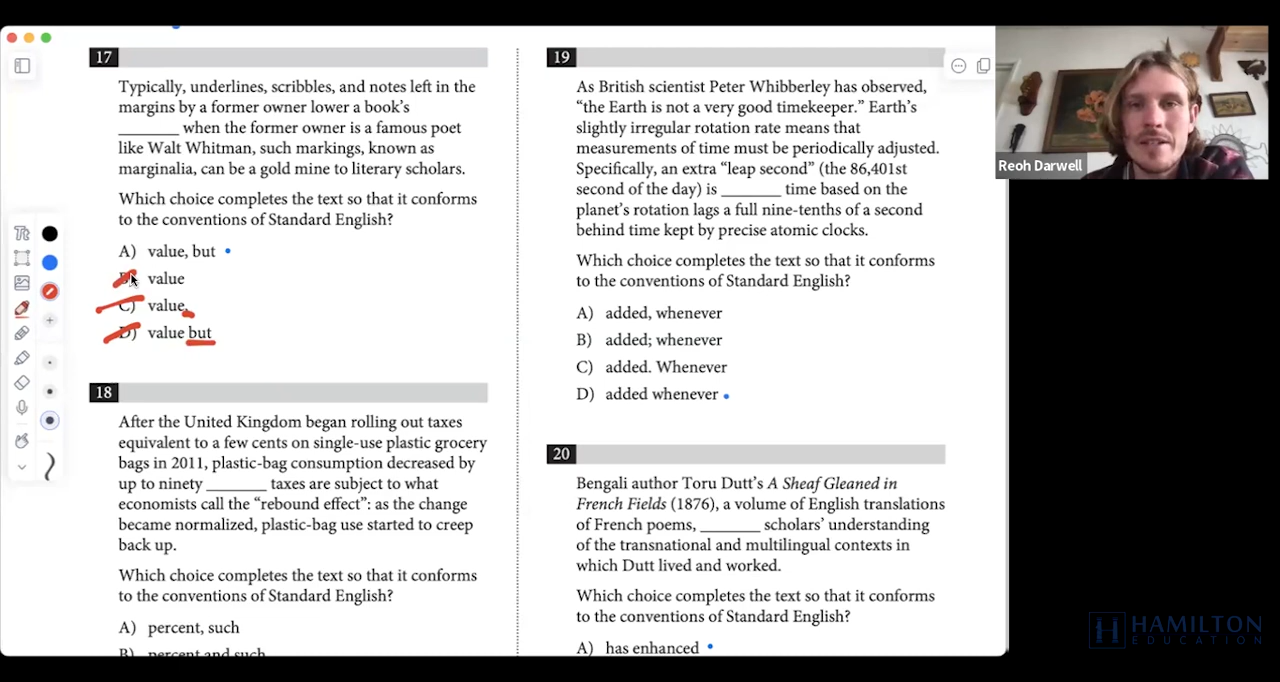 17
Typically, underlines, scribbles, and notes left in the
margins by a former owner lower a book's
_______ when the former owner is a famous poet
like Walt Whitman, such markings, known as
marginalia, can be a gold mine to literary scholars.
Which choice completes the text so that it conforms
to the conventions of Standard English?
A) value, but
B) value
C) value,
D) value but
18
After the United Kingdom began rolling out taxes
equivalent to a few cents on single-use plastic grocery
bags in 2011, plastic-bag consumption decreased by
up to ninety _______ taxes are subject to what
economists call the “rebound effect”: as the change
became normalized, plastic-bag use started to creep
back up.
Which choice completes the text so that it conforms
to the conventions of Standard English?
A) percent, such
B) percent and such
19
As British scientist Peter Whibberley has observed,
“the Earth is not a very good timekeeper.” Earth's
slightly irregular rotation rate means that
measurements of time must be periodically adjusted.
Specifically, an extra “leap second” (the 86,401st
second of the day) is _______ time based on the
planet's rotation lags a full nine-tenths of a second
behind time kept by precise atomic clocks.
Which choice completes the text so that it conforms
to the conventions of Standard English?
A) added, whenever
B) added; whenever
C) added. Whenever
D) added whenever
20
Bengali author Toru Dutt's A Sheaf Gleaned in
French Fields (1876), a volume of English translations
of French poems, _______ scholars' understanding
of the transnational and multilingual contexts in
which Dutt lived and worked.
Which choice completes the text so that it conforms
to the conventions of Standard English?
A) has enhanced
Reoh Darwell
HAMILTON
EDUCATION